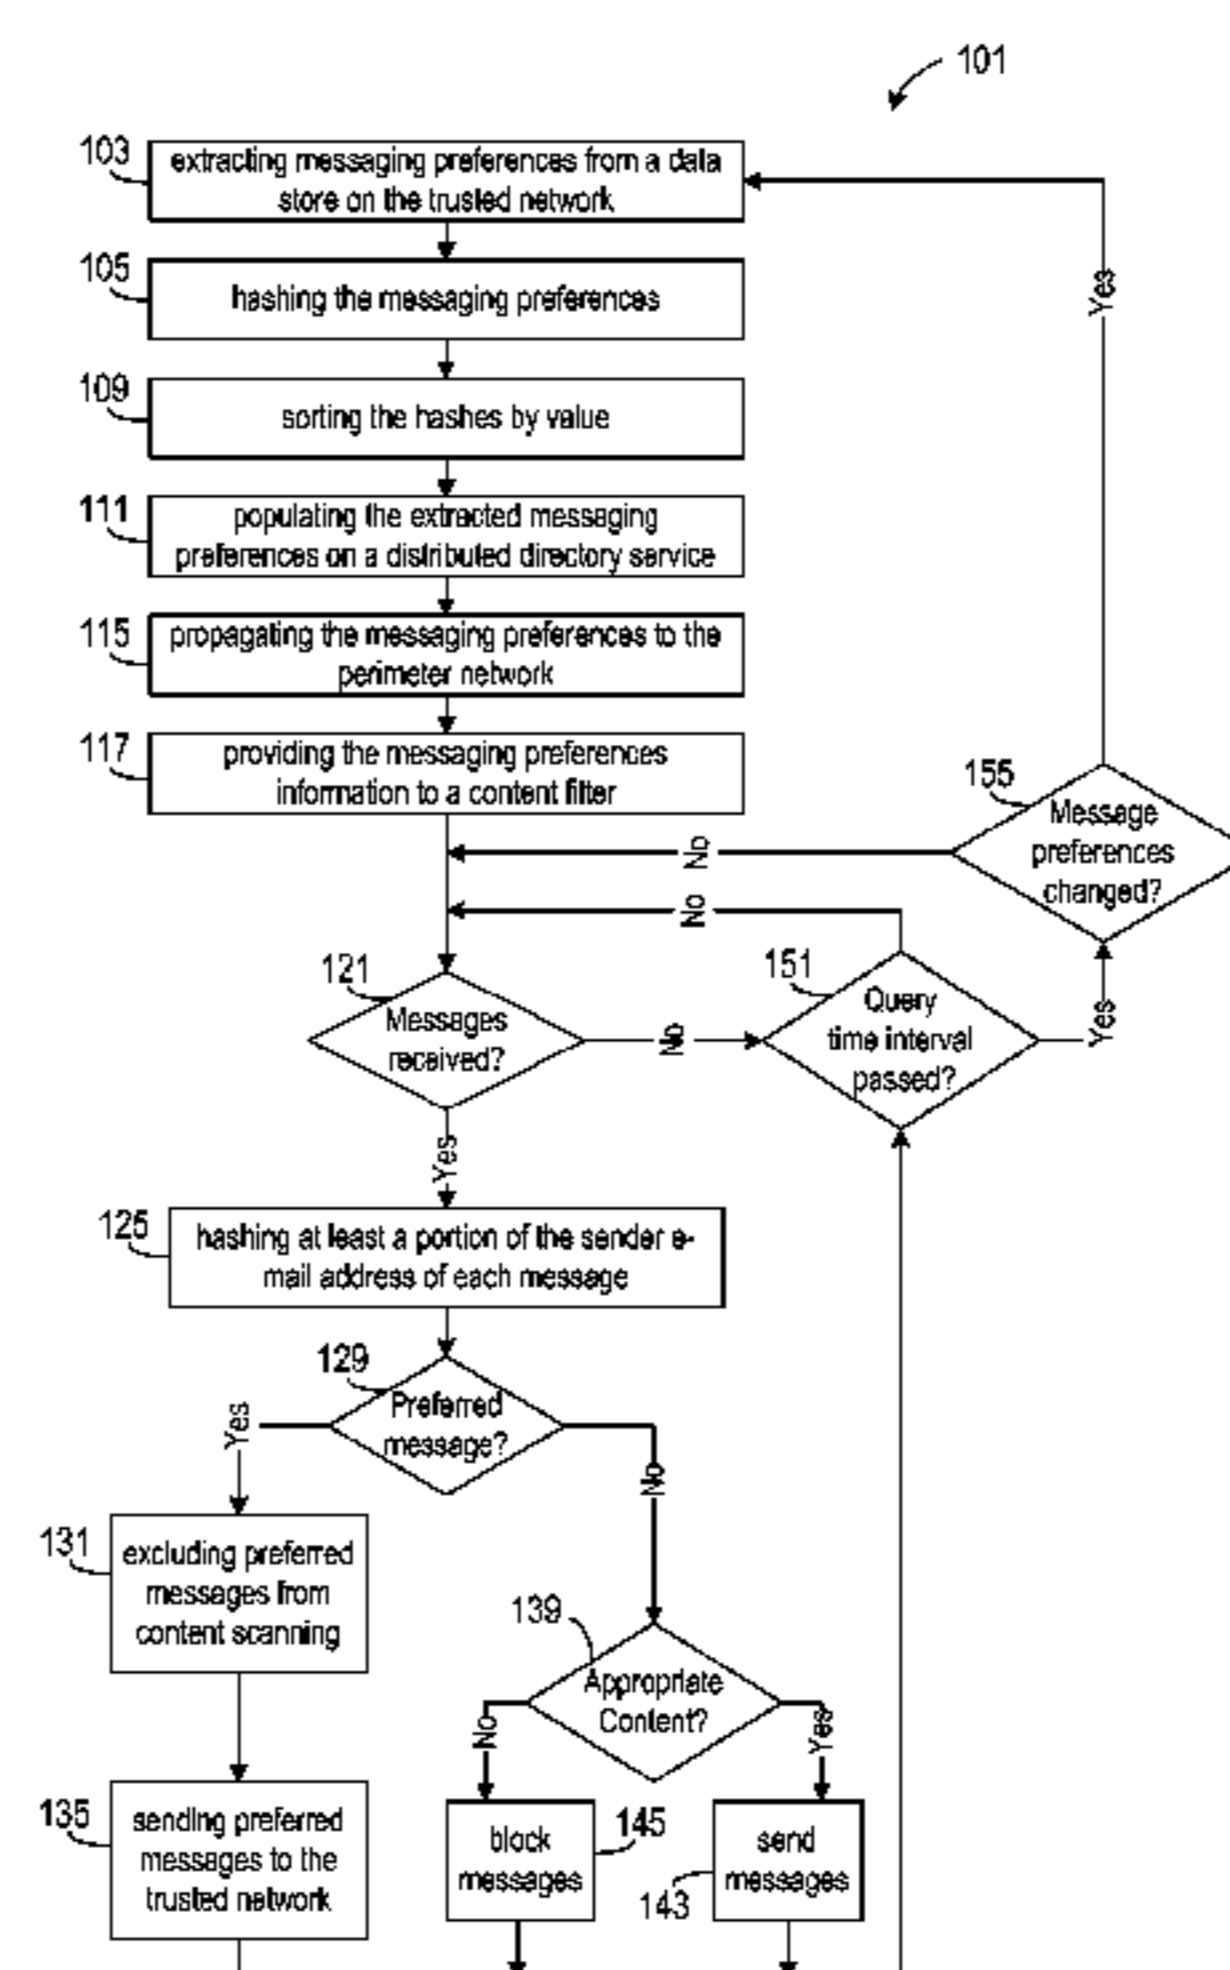 101
103
extracting messaging preferences from a data
store on the trusted network
105
hashing the messaging preferences
109
sorting the hashes by value
111
populating the extracted messaging
preferences on a distributed directory service
115
propagating the messaging preferences to the
perimeter network
117
providing the messaging preferences
information to a content filter
Yes
155
Message
preferences
changed?
No
No
121
Messages
received?
No
151
Query
time interval
passed?
Yes
Yes
125
hashing at least a portion of the sender e-
mail address of each message
129
Preferred
message?
Yes
No
131
excluding preferred
messages from
content scanning
139
Appropriate
Content?
No
Yes
135
sending preferred
messages to the
trusted network
block
messages
145
send
messages
143